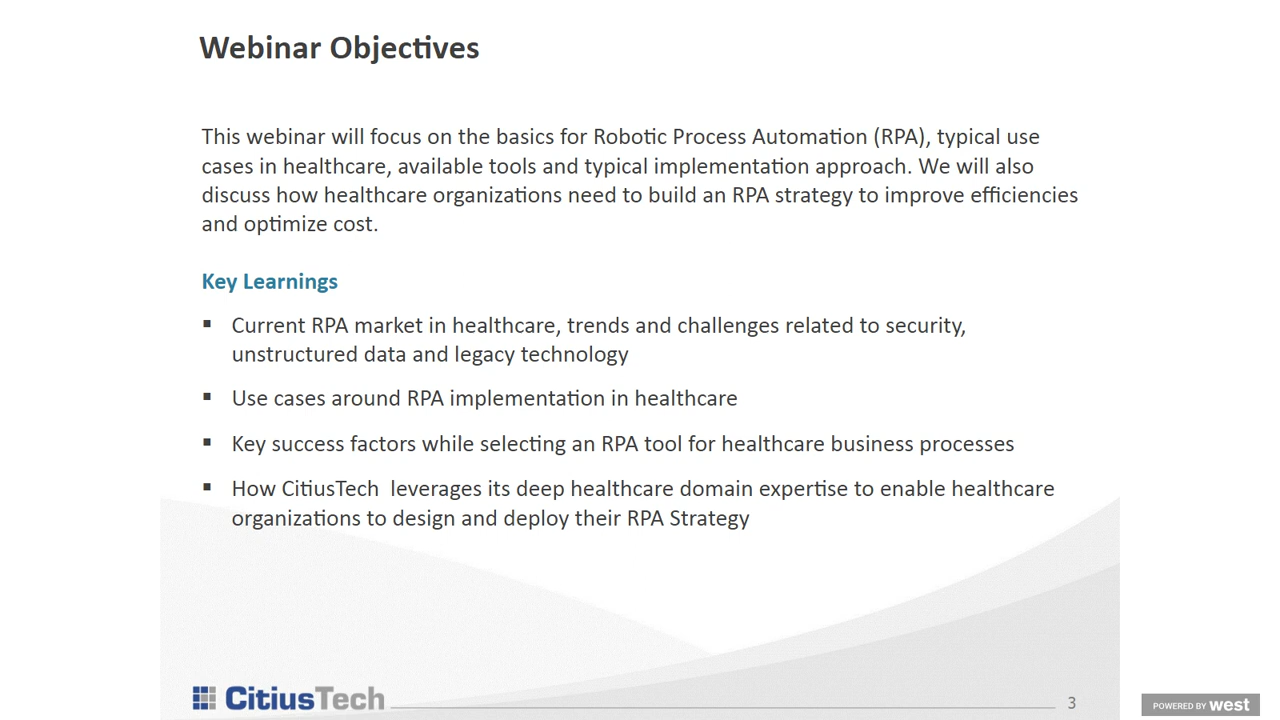 Webinar Objectives
This webinar will focus on the basics for Robotic Process Automation (RPA), typical use
cases in healthcare, available tools and typical implementation approach. We will also
discuss how healthcare organizations need to build an RPA strategy to improve efficiencies
and optimize cost.
Key Learnings
▪ Current RPA market in healthcare, trends and challenges related to security,
unstructured data and legacy technology
▪ Use cases around RPA implementation in healthcare
▪ Key success factors while selecting an RPA tool for healthcare business processes
▪ How CitiusTech  leverages its deep healthcare domain expertise to enable healthcare
organizations to design and deploy their RPA Strategy
CitiusTech
3
POWERED BY west